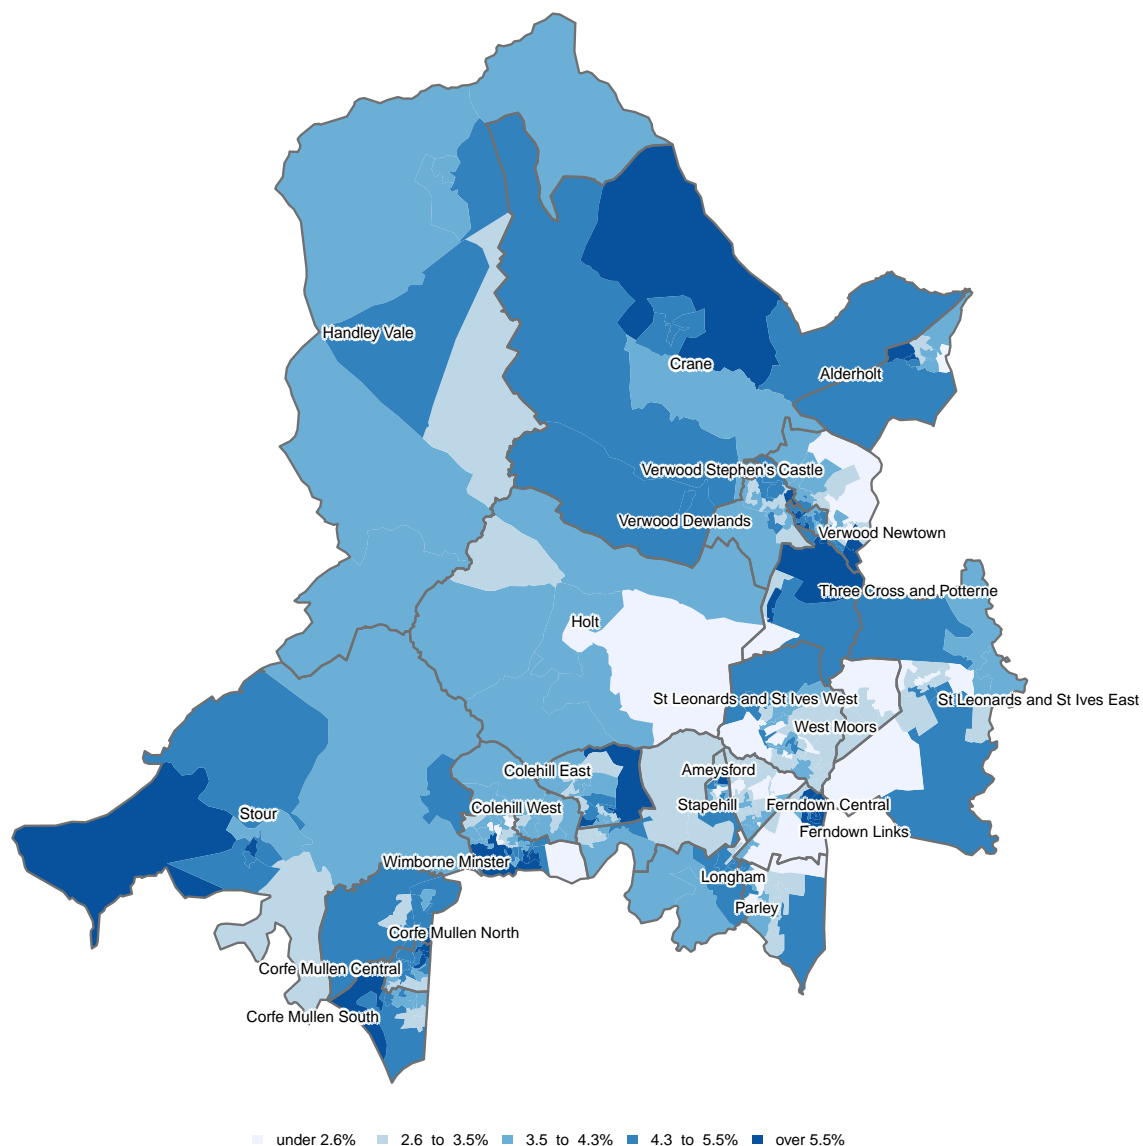 Handley Vale
Crane
Alderholt
Verwood Stephen's Castle
Verwood Dewlands
Verwood Newtown
Three Cross and Potterne
Holt
St Leonards and St Ives West
St Leonards and St Ives East
West Moors
Colehill East
Ameysford
Colehill West
Stapehill
Ferndown Central
Stour
Ferndown Links
Wimborne Minster
Longham
Parley
Corfe Mullen North
Corfe Mullen Central
Corfe Mullen South
under 2.6% 2.6 to 3.5% 3.5 to 4.3% 4.3 to 5.5% over 5.5%